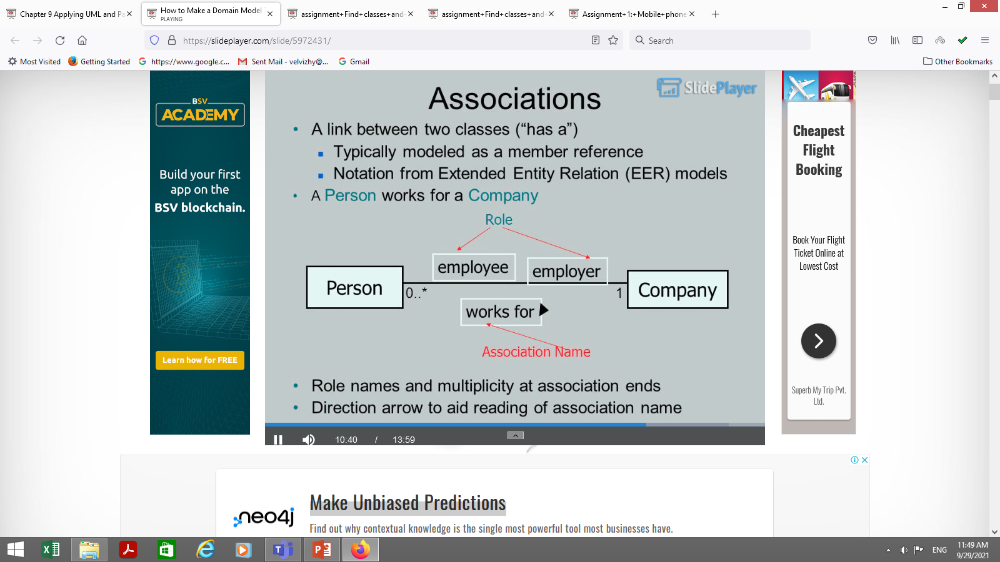 Chapter 9 Applying UML and Pa
How to Make a Domain Model
PLAYING
assignment+Find+classes+and+
assignment+Find+classes+and+
Assignment+1:+Mobile+phone
https://slideplayer.com/slide/5972431/
Search
Most Visited
Getting Started
https://www.google.c...
Sent Mail - velvizhy@...
Gmail
Other Bookmarks
BSV
ACADEMY
Build your first
app on the
BSV blockchain.
Learn how for FREE
SlidePlayer
Associations
• A link between two classes (“has a”)
Typically modeled as a member reference
Notation from Extended Entity Relation (EER) models
• A Person works for a Company
Role
employee
employer
Person
0..*
1
Company
works for
Association Name
• Role names and multiplicity at association ends
• Direction arrow to aid reading of association name
10:40 / 13:59
Cheapest
Flight
Booking
Book Your Flight
Ticket Online at
Lowest Cost
Superb My Trip Pvt.
Ltd.
neo4j
Make Unbiased Predictions
Find out why contextual knowledge is the single most powerful tool most businesses have.
ENG
11:49 AM
9/29/2021